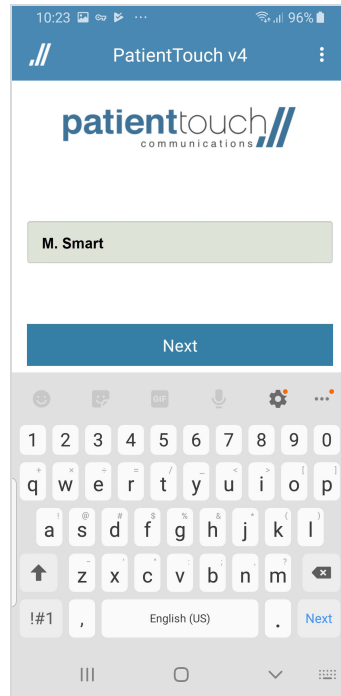 10:23 96%
PatientTouch v4
patienttouch
communications
M. Smart
Next
GIF
1 2 3 4 5 6 7 8 9 0
+ × ÷ = / _ < > [ ]
q w e r t y u i o p
! @ # $ % & * ( )
a s d f g h j k l
- ' " : ; , ?
z x c v b n m
!#1 , English (US) . Next